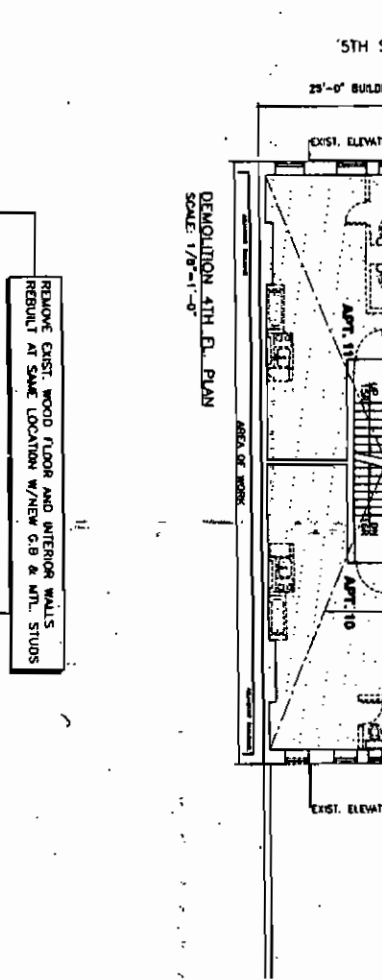 5TH S
25'-0" BUILD
EXIST. ELEVAT
APT. 11
UP
DN
APT. 10
AREA OF WORK
EXIST. ELEVAT
DEMOLITION 4TH FL. PLAN
SCALE: 1/8"=1'-0"
REMOVE EXIST. WOOD FLOOR AND INTERIOR WALLS
REBUILT AT SAME LOCATION W/NEW G.B & MTL. STUDS